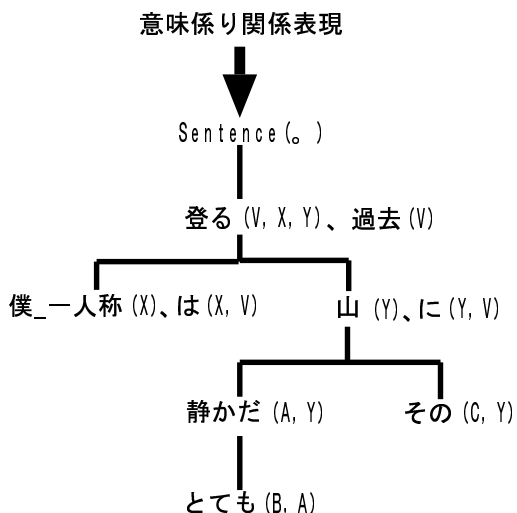 意味係り関係表現
Sentence(。)
登る(V, X, Y)、過去(V)
僕_一人称(X)、は(X, V)
山(Y)、に(Y, V)
静かだ(A, Y)
その(C, Y)
とても(B, A)